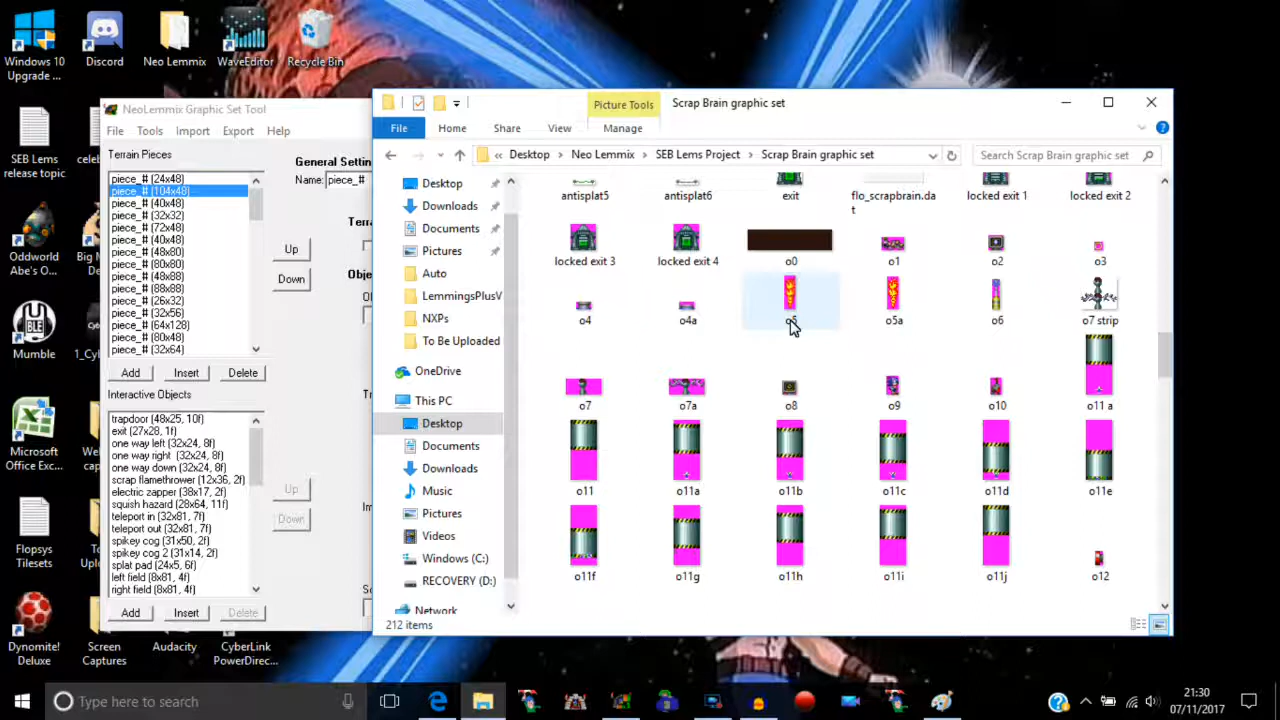 Windows 10
Upgrade ...
Discord
Neo Lemmix
WaveEditor
Recycle Bin
SEB Lems
release topic
celeb
Oddworld
Abe's O...
Big M
Mumble
1_Cyl
Microsoft
Office Exc...
Wel
cap
Flopsys
Tilesets
To
Uplo
Dynomite!
Deluxe
Screen
Captures
Audacity
CyberLink
PowerDirec...
NeoLemmix Graphic Set Tool
File Tools Import Export Help
Terrain Pieces
piece_# (24x48)
piece_# (104x48)
piece_# (40x48)
piece_# (32x32)
piece_# (72x48)
piece_# (40x48)
piece_# (48x80)
piece_# (80x80)
piece_# (48x88)
piece_# (88x88)
piece_# (26x32)
piece_# (32x56)
piece_# (64x128)
piece_# (80x48)
piece_# (32x64)
Add Insert Delete
Interactive Objects
trapdoor (48x25, 10f)
exit (27x28, 1f)
one way left (32x24, 8f)
one way right (32x24, 8f)
one way down (32x24, 8f)
scrap flamethrower (12x36, 2f)
electric zapper (38x17, 2f)
squish hazard (28x64, 11f)
teleport in (32x81, 7f)
teleport out (32x81, 7f)
spikey cog (31x14, 2f)
spikey cog 2 (31x14, 2f)
splat pad (24x5, 6f)
left field (8x81, 4f)
right field (8x81, 4f)
Add Insert Delete
General Settin
Name: piece_#
Up
Down
Terra
Obje
Up
Down
Picture Tools
Scrap Brain graphic set
File Home Share View Manage
« Desktop Neo Lemmix SEB Lems Project Scrap Brain graphic set
Search Scrap Brain graphic set
Desktop
Downloads
Documents
Pictures
Auto
LemmingsPlusV
NXPs
To Be Uploaded
OneDrive
This PC
Desktop
Documents
Downloads
Music
Pictures
Videos
Windows (C:)
RECOVERY (D:)
Network
antisplat5 antisplat6 exit flo_scrapbrain.da
t locked exit 1 locked exit 2
locked exit 3 locked exit 4 o0 o1 o2 o3
o4 o4a o5 o5a o6 o7 strip
o7 o7a o8 o9 o10 o11 a
o11 o11a o11b o11c o11d o11e
o11f o11g o11h o11i o11j o12
212 items
Type here to search
21:30
07/11/2017